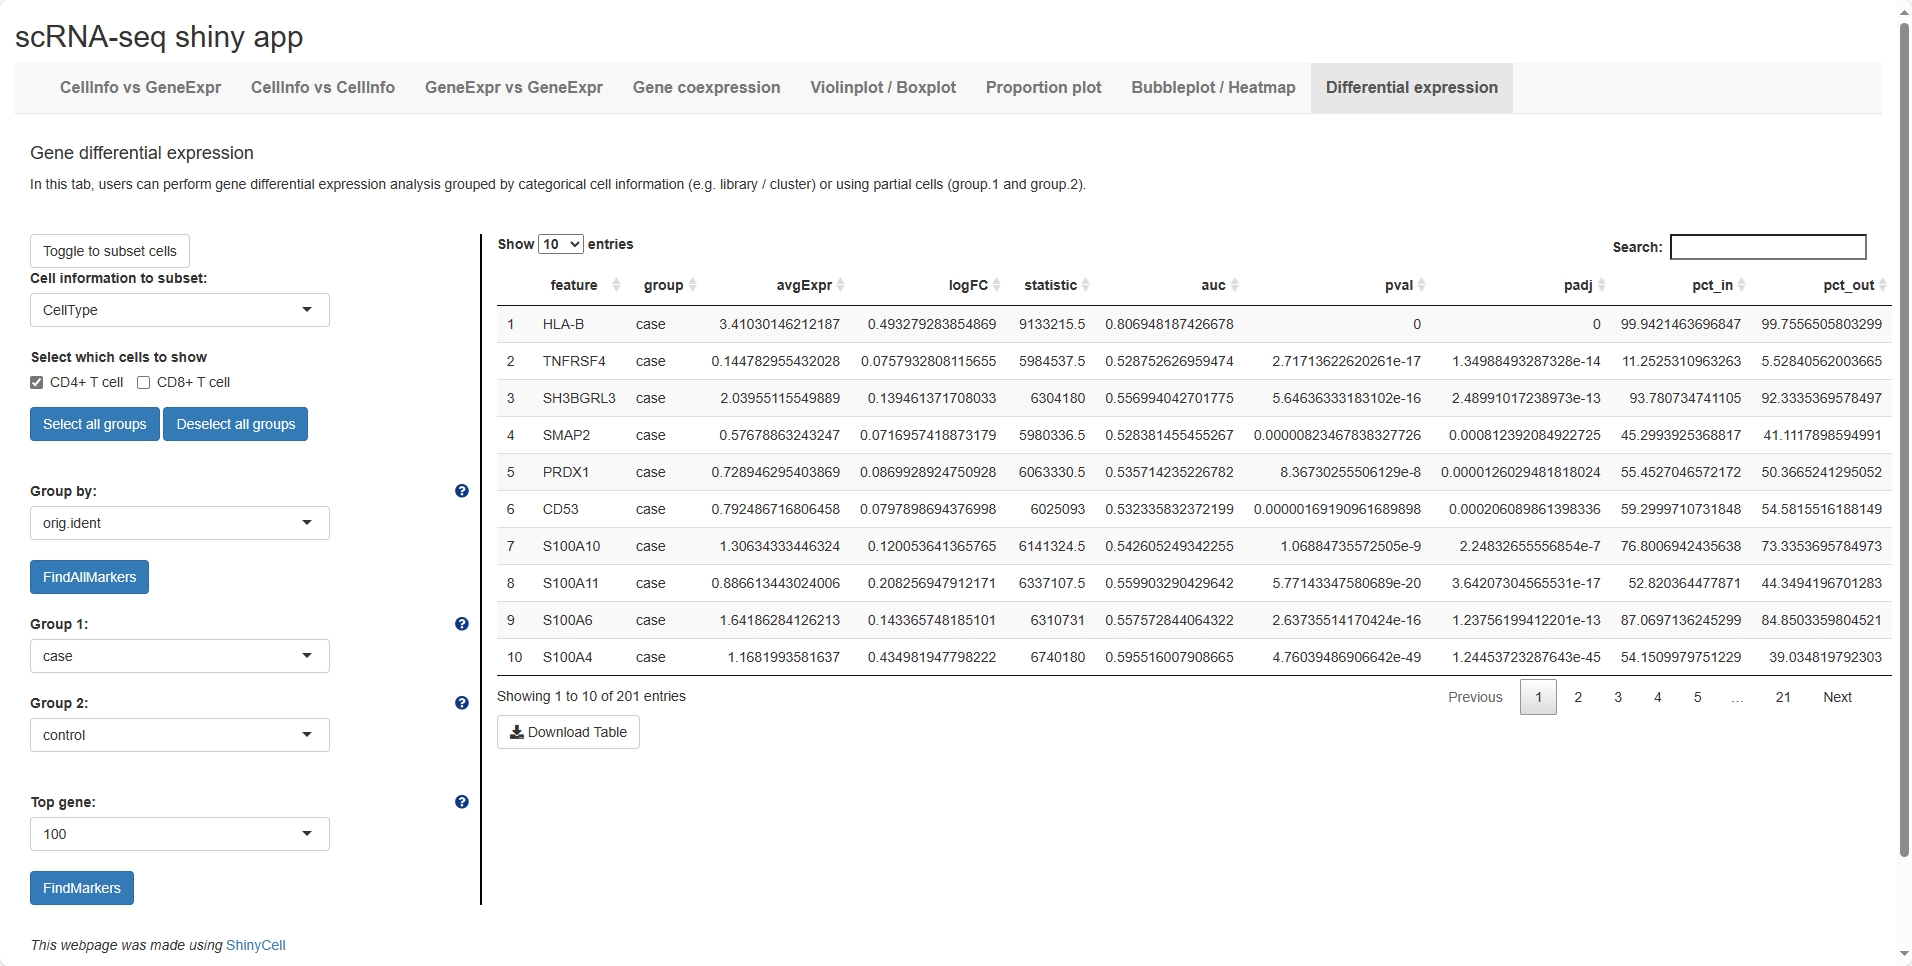 scRNA-seq shiny app
CellInfo vs GeneExpr CellInfo vs CellInfo GeneExpr vs GeneExpr Gene coexpression Violinplot / Boxplot Proportion plot Bubbleplot / Heatmap Differential expression
Gene differential expression
In this tab, users can perform gene differential expression analysis grouped by categorical cell information (e.g. library / cluster) or using partial cells (group.1 and group.2).
Toggle to subset cells
Cell information to subset:
CellType
Select which cells to show
CD4+ T cell CD8+ T cell
Select all groups Deselect all groups
Group by:
orig.ident
FindAllMarkers
Group 1:
case
Group 2:
control
Top gene:
100
FindMarkers
This webpage was made using ShinyCell
Show 10 entries
Search:
feature group avgExpr logFC statistic auc pval padj pct_in pct_out
1 HLA-B case 3.41030146212187 0.493279283854869 9133215.5 0.806948187426678 0 0 99.9421463696847 99.7556505803299
2 TNFRSF4 case 0.144782955432028 0.0757932808115655 5984537.5 0.528752626959474 2.71713622620261e-17 1.34988493287328e-14 11.2525310963263 5.52840562003665
3 SH3BGRL3 case 2.03955115549889 0.139461371708033 6304180 0.556994042701775 5.64636333183102e-16 2.48991017238973e-13 93.780734741105 92.3335369578497
4 SMAP2 case 0.57678863243247 0.0716957418873179 5980336.5 0.528381455455267 0.00000823467838327726 0.000812392084922725 45.2993925368817 41.1117898594991
5 PRDX1 case 0.728946295403869 0.0869928924750928 6063330.5 0.535714235226782 8.36730255506129e-8 0.0000126029481818024 55.4527046572172 50.3665241295052
6 CD53 case 0.792486716806458 0.0797898694376998 6025093 0.532335832372199 0.00000169190961689898 0.000206089861398336 59.2999710731848 54.5815516188149
7 S100A10 case 1.30634333446324 0.120053641365765 6141324.5 0.542605249342255 1.06884735572505e-9 2.24832655556854e-7 76.8006942435638 73.3353695784973
8 S100A11 case 0.886613443024006 0.208256947912171 6337107.5 0.559903290429642 5.77143347580689e-20 3.64207304565531e-17 52.820364477871 44.3494196701283
9 S100A6 case 1.64186284126213 0.143365748185101 6310731 0.557572844064322 2.63735514170424e-16 1.23756199412201e-13 87.0697136245299 84.8503359804521
10 S100A4 case 1.1681993581637 0.434981947798222 6740180 0.595516007908665 4.76039486906642e-49 1.24453723287643e-45 54.1509979751229 39.034819792303
Showing 1 to 10 of 201 entries
Previous 1 2 3 4 5 … 21 Next
Download Table